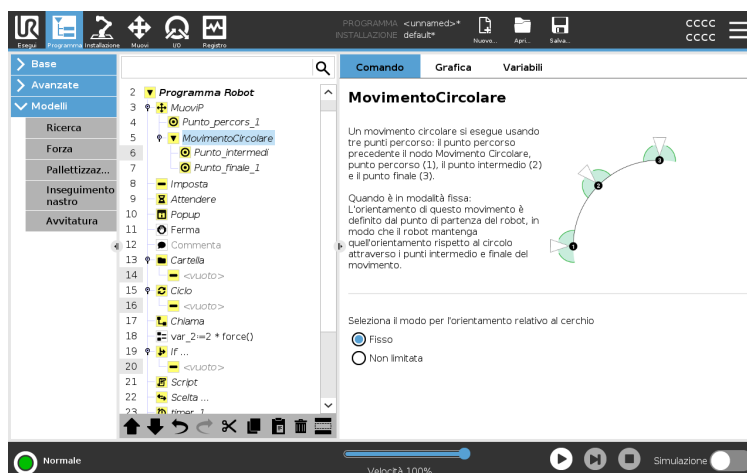 UR
PROGRAMMA <unnamed>*
INSTALLAZIONE default*
CCCC
CCCC
Esegui Programma Installazione Muovi I/O Registro
Nuovo... Apri... Salva...
Base
Avanzate
Modelli
Ricerca
Forza
Pallettizzaz...
Inseguimento
nastro
Avvitatura
2 Programma Robot
3 MuoviP
4 Punto_percors_1
5 MovimentoCircolare
6 Punto_intermedi
7 Punto_finale_1
8 Imposta
9 Attendere
10 Popup
11 Ferma
12 Commenta
13 Cartella
14 <vuoto>
15 Ciclo
16 <vuoto>
17 Chiama
18 var_2:=2 * force()
19 If ...
20 <vuoto>
21 Script
22 Scelta ...
23 timer_1
Comando Grafica Variabili
MovimentoCircolare
Un movimento circolare si esegue usando
tre punti percorso: il punto percorso
precedente il nodo Movimento Circolare,
punto percorso (1), il punto intermedio (2)
e il punto finale (3).
Quando è in modalità fissa:
L'orientamento di questo movimento è
definito dal punto di partenza del robot, in
modo che il robot mantenga
quell'orientamento rispetto al circolo
attraverso i punti intermedio e finale del
movimento.
3
2
1
Seleziona il modo per l'orientamento relativo al cerchio
Fisso
Non limitata
Normale
Velocità 100%
Simulazione